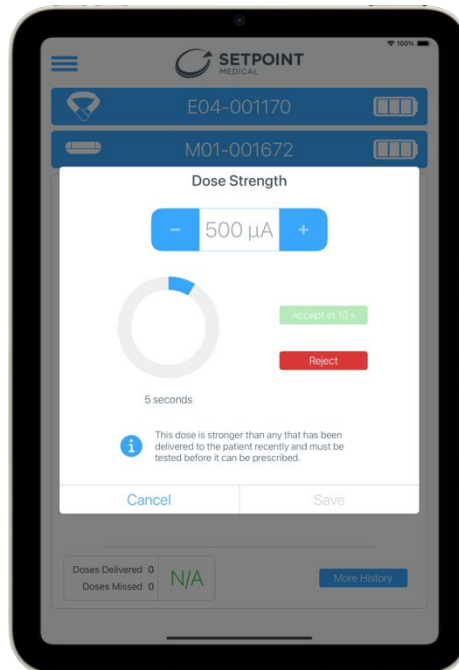 100%
SETPOINT
MEDICAL
E04-001170
M01-001672
Dose Strength
− 500 µA +
Accept in 10 s
Reject
5 seconds
i
This dose is stronger than any that has been
delivered to the patient recently and must be
tested before it can be prescribed.
Cancel Save
Doses Delivered 0
Doses Missed 0
N/A
More History